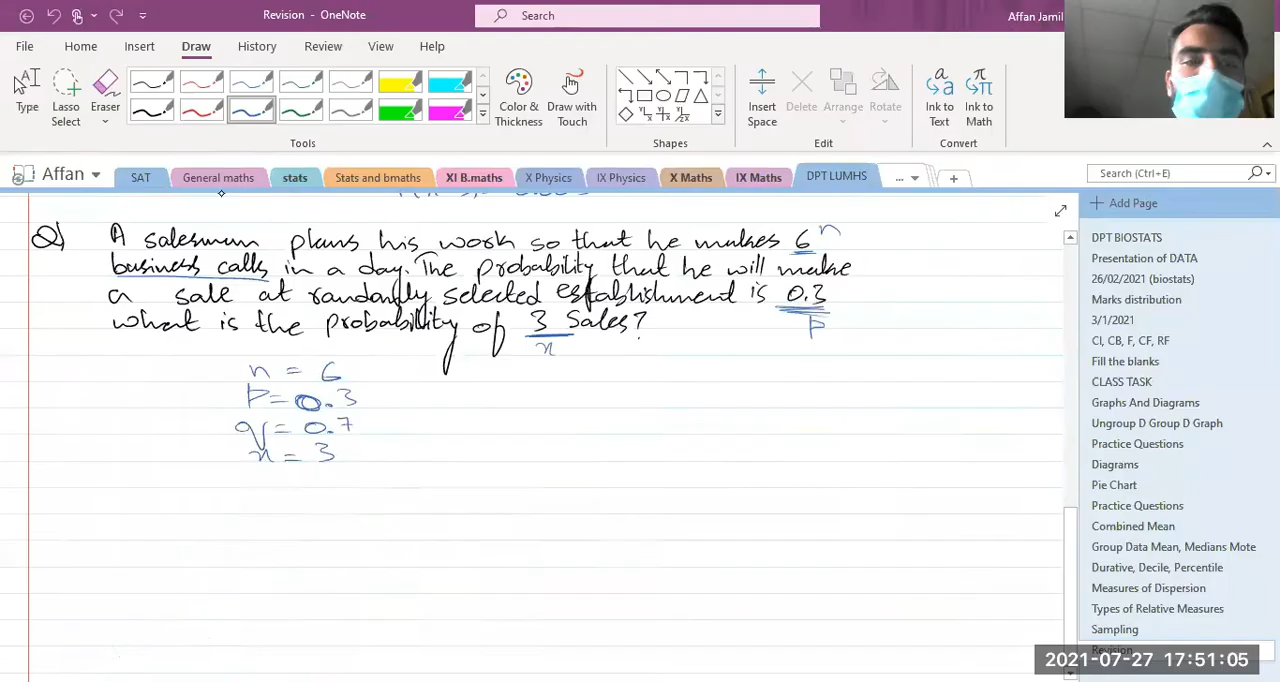 Revision - OneNote
Search
Affan Jamil
File Home Insert Draw History Review View Help
Type
Lasso Select
Eraser
Color & Thickness
Draw with Touch
Insert Space
Delete
Arrange
Rotate
Ink to Text
Ink to Math
Tools
Shapes
Edit
Convert
Affan
SAT
General maths
stats
Stats and bmaths
XI B.maths
X Physics
IX Physics
X Maths
IX Maths
DPT LUMHS
...
Search (Ctrl+E)
Add Page
Q) A salesman plans his work so that he makes 6 n
business calls in a day. The probability that he will make
a sale at randomly selected establishment is 0.3
P
what is the probability of 3 Sales?
x
n = 6
P = 0.3
q = 0.7
x = 3
DPT BIOSTATS
Presentation of DATA
26/02/2021 (biostats)
Marks distribution
3/1/2021
CI, CB, F, CF, RF
Fill the blanks
CLASS TASK
Graphs And Diagrams
Ungroup D Group D Graph
Practice Questions
Diagrams
Pie Chart
Practice Questions
Combined Mean
Group Data Mean, Medians Mote
Durative, Decile, Percentile
Measures of Dispersion
Types of Relative Measures
Sampling
Revision
2021-07-27 17:51:05